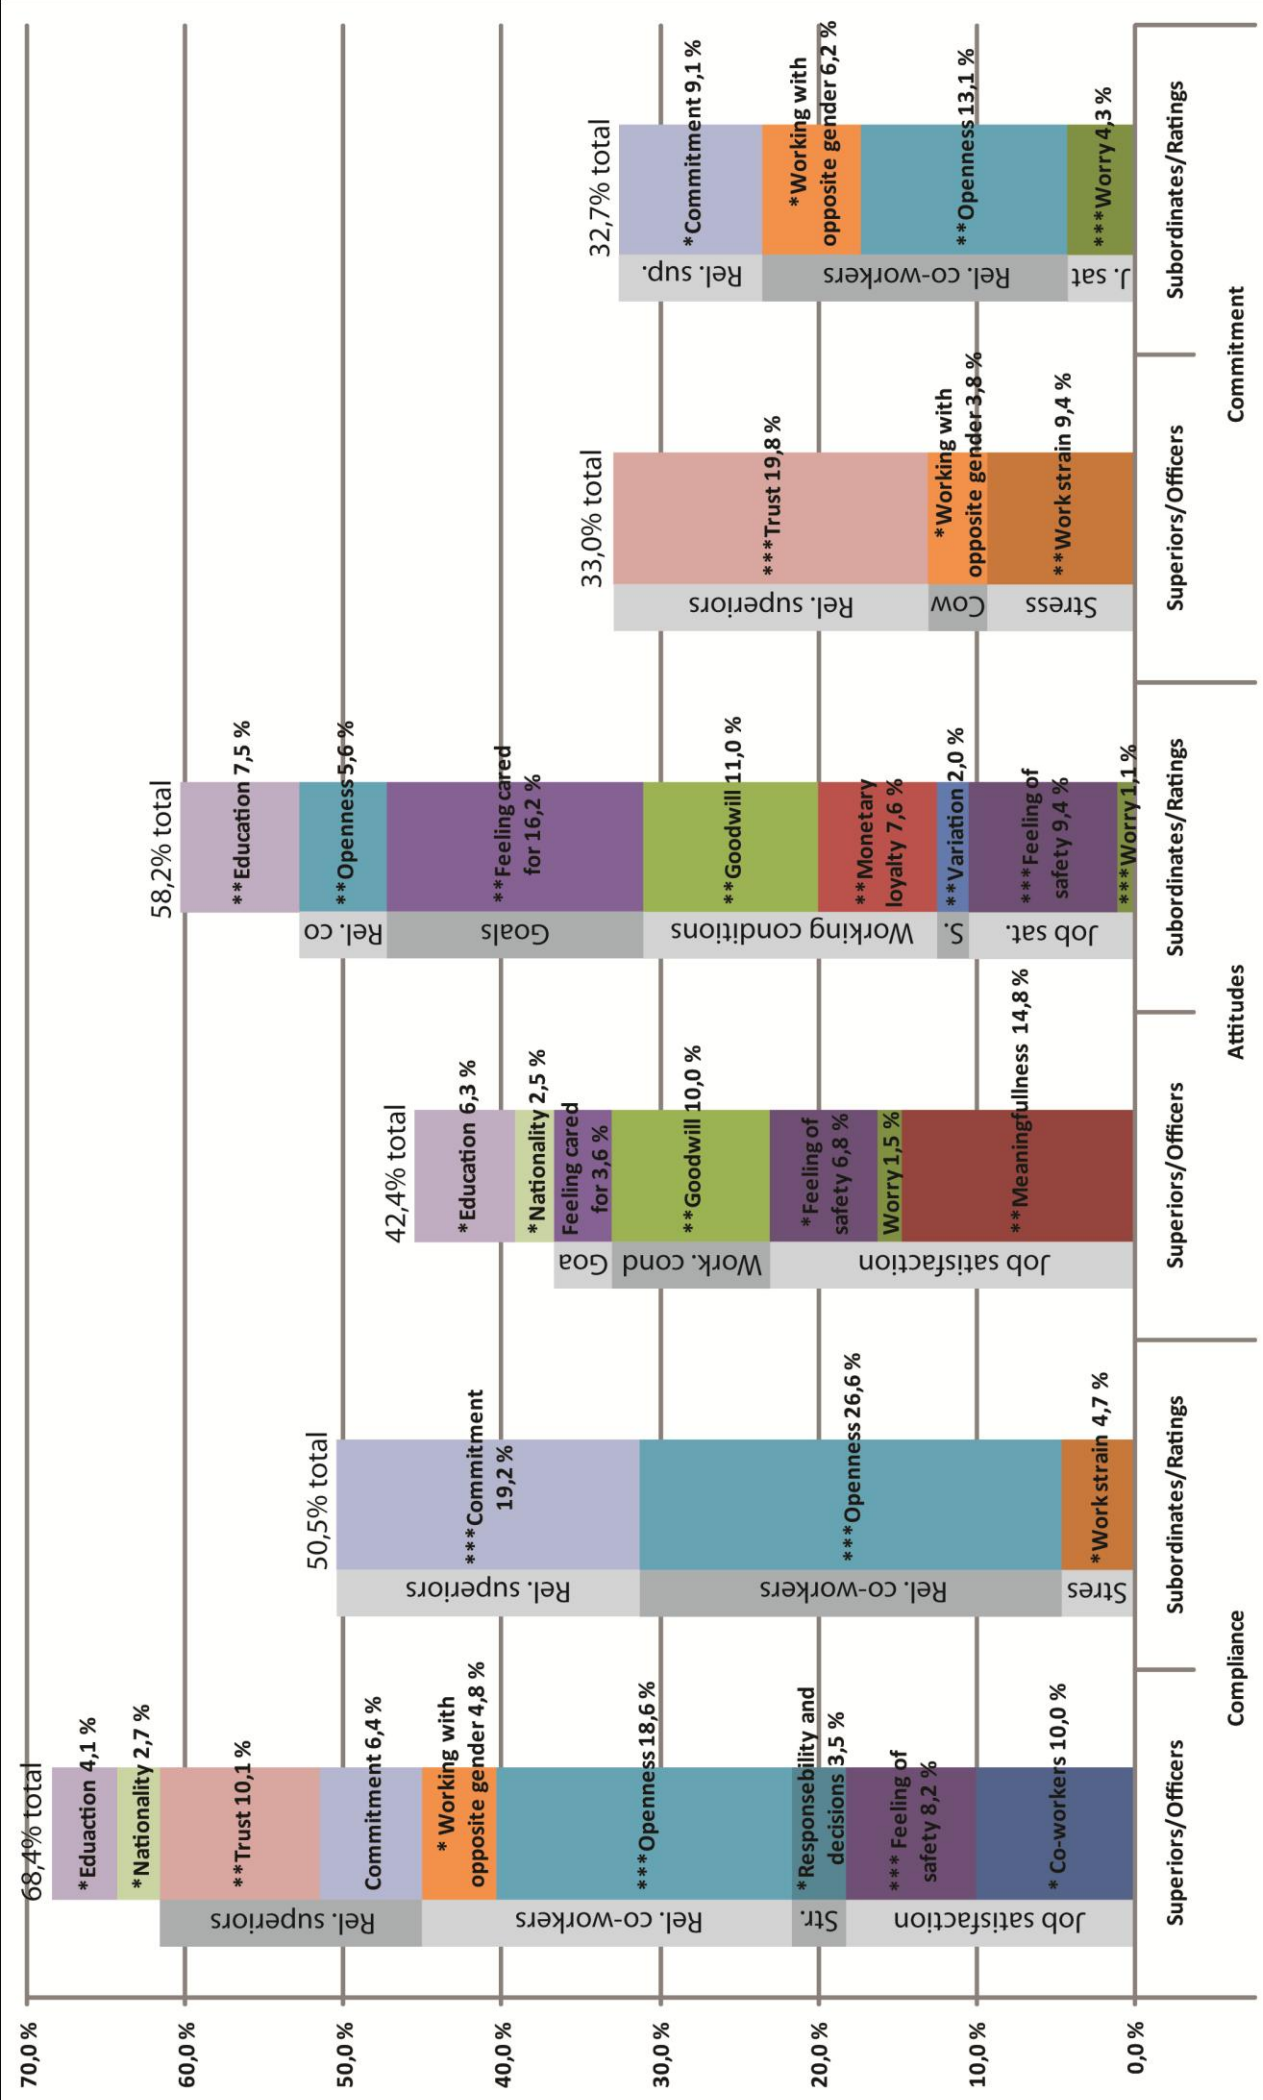 70,0 %
60,0 %
50,0 %
40,0 %
30,0 %
20,0 %
10,0 %
0,0 %
68,4% total
*Eduaction 4,1 %
*Nationality 2,7 %
**Trust 10,1 %
Commitment 6,4 %
* Working with
opposite gender 4,8 %
***Openness 18,6 %
*Responsebility and
decisions 3,5 %
*** Feeling of
safety 8,2 %
* Co-workers 10,0 %
Rel. superiors
Rel. co-workers
Str.
Job satisfaction
Superiors/Officers
50,5% total
***Commitment
19,2 %
***Openness 26,6 %
*Work strain 4,7 %
Rel. superiors
Rel. co-workers
Stres
Subordinates/Ratings
Compliance
42,4% total
*Education 6,3 %
*Nationality 2,5 %
Feeling cared
for 3,6 %
**Goodwill 10,0 %
*Feeling of
safety 6,8 %
Worry 1,5 %
**Meaningfullness 14,8 %
Goa
Work. cond
Job satisfaction
Superiors/Officers
58,2% total
**Education 7,5 %
**Openness 5,6 %
**Feeling cared
for 16,2 %
**Goodwill 11,0 %
**Monetary
loyalty 7,6 %
**Variation 2,0 %
***Feeling of
safety 9,4 %
***Worry 1,1 %
Rel. co
Goals
Working conditions
S.
Job sat.
Subordinates/Ratings
Attitudes
33,0% total
***Trust 19,8 %
*Working with
opposite gender 3,8 %
**Work strain 9,4 %
Rel. superiors
Cow
Stress
Superiors/Officers
32,7% total
*Commitment 9,1 %
*Working with
opposite gender 6,2 %
**Openness 13,1 %
***Worry 4,3 %
Rel. sup.
Rel. co-workers
J. sat
Subordinates/Ratings
Commitment